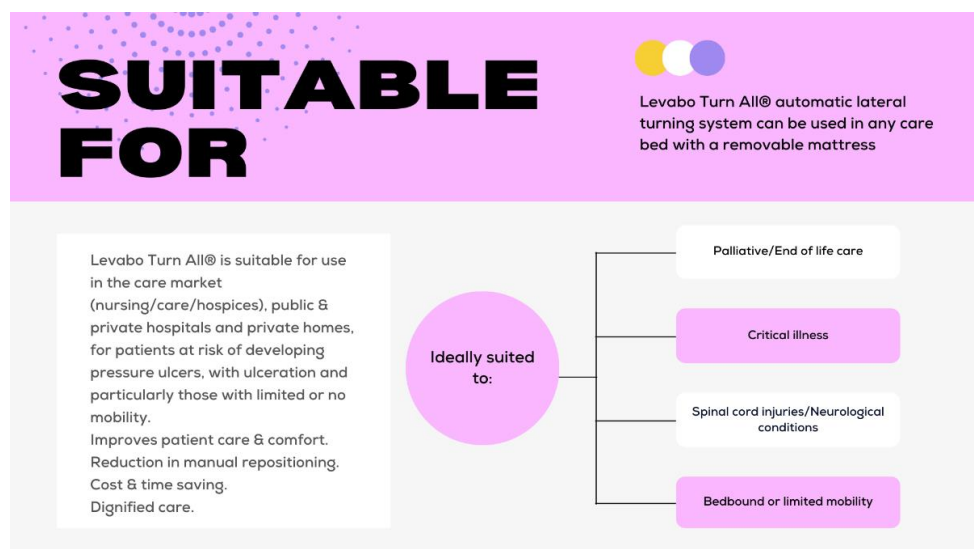 SUITABLE
FOR
Levabo Turn All® automatic lateral
turning system can be used in any care
bed with a removable mattress
Levabo Turn All® is suitable for use
in the care market
(nursing/care/hospices), public &
private hospitals and private homes,
for patients at risk of developing
pressure ulcers, with ulceration and
particularly those with limited or no
mobility.
Improves patient care & comfort.
Reduction in manual repositioning.
Cost & time saving.
Dignified care.
Ideally suited
to:
Palliative/End of life care
Critical illness
Spinal cord injuries/Neurological
conditions
Bedbound or limited mobility